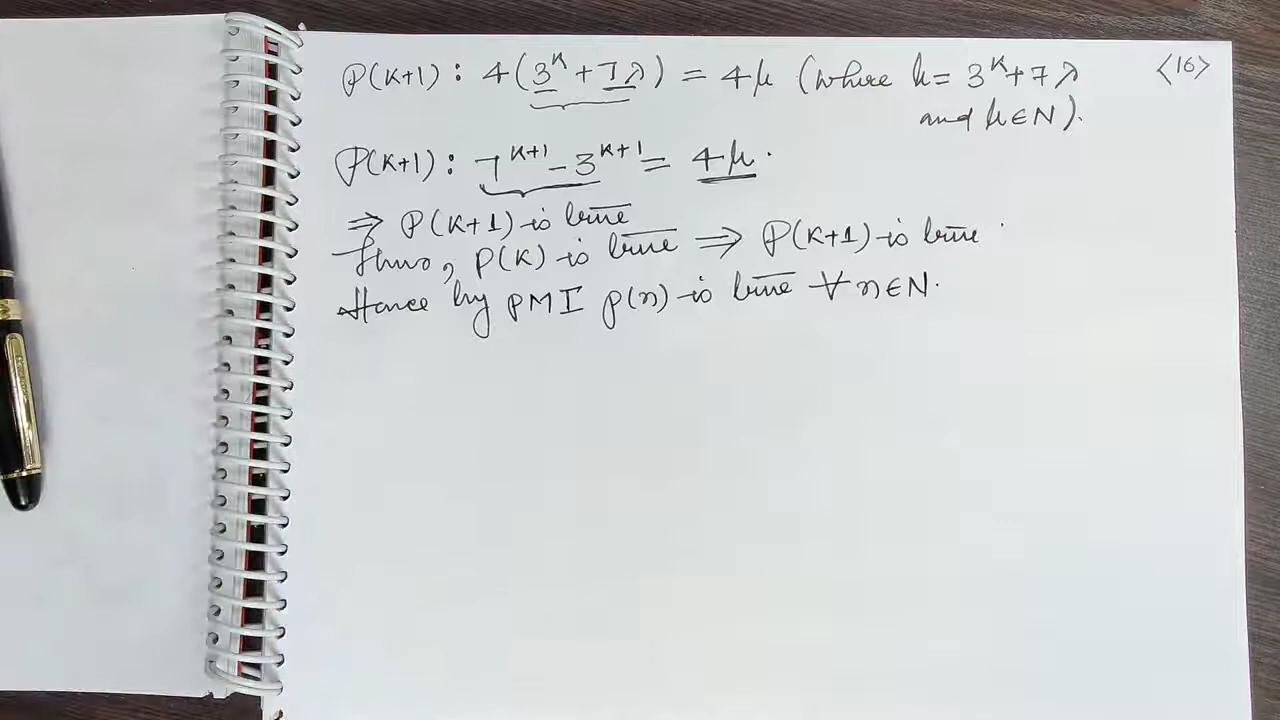 P(K+1) : 4(3^K + 7λ) = 4μ (where μ = 3^K + 7λ <16>
and μ ∈ N).
P(K+1) : 7^{K+1} - 3^{K+1} = 4μ.
⇒ P(K+1) is true
Thus, P(K) is true ⇒ P(K+1) is true.
Hence by PMI P(n) is true ∀ n ∈ N.